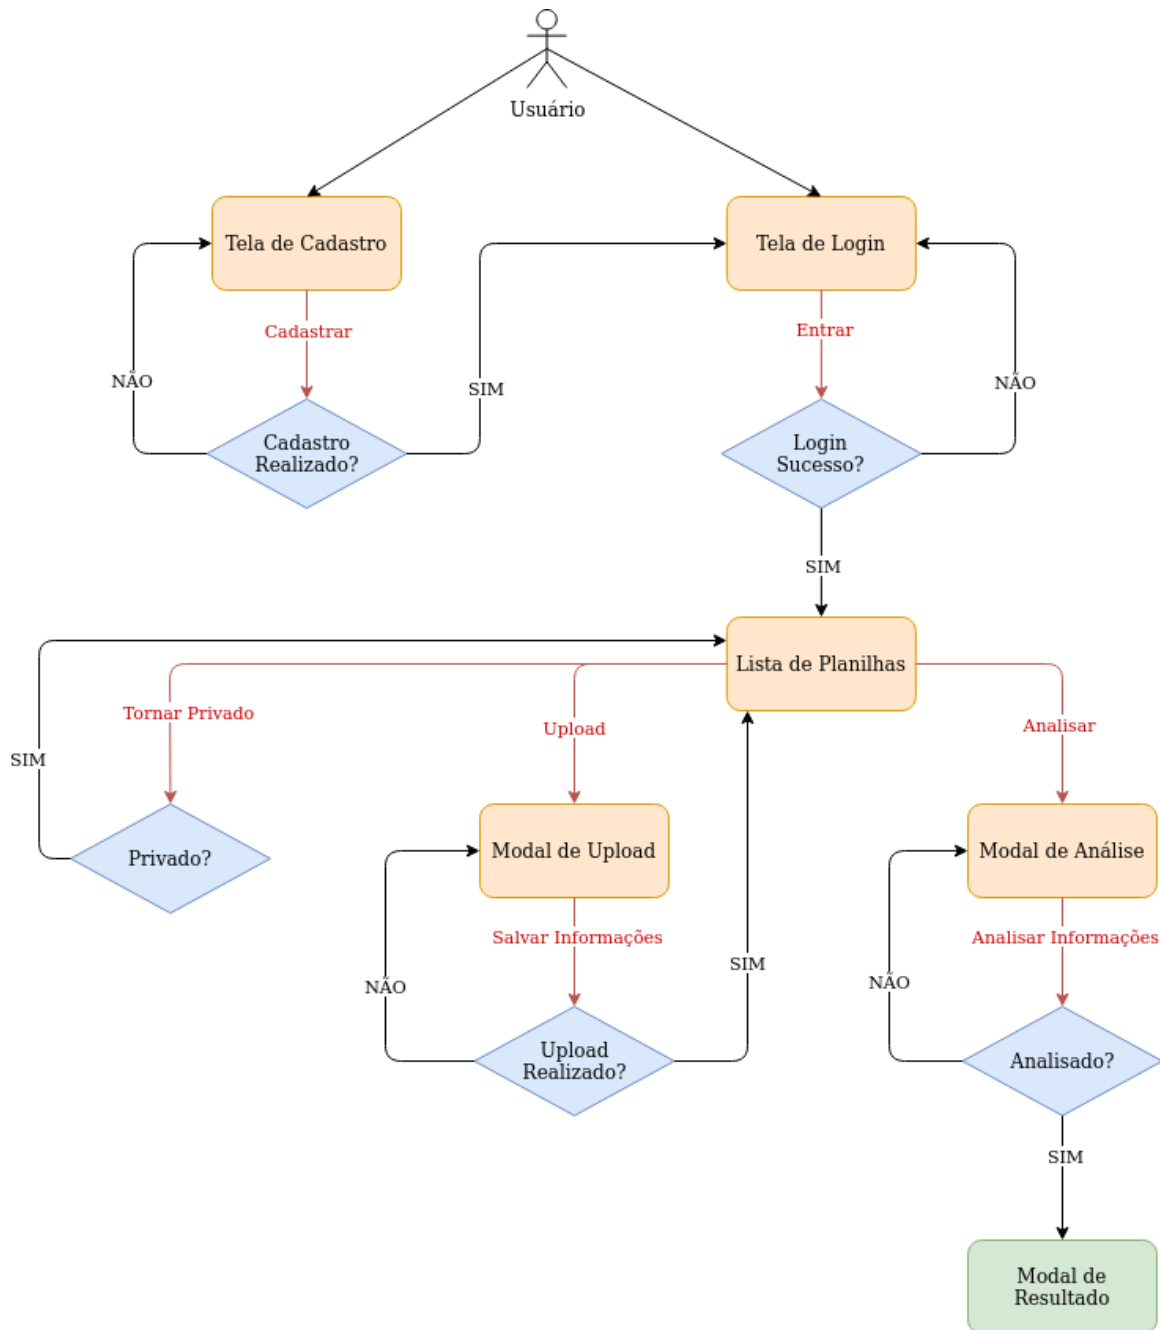 Usuário
Tela de Cadastro
Tela de Login
Cadastrar
Entrar
NÃO
SIM
NÃO
Cadastro
Realizado?
Login
Sucesso?
SIM
Lista de Planilhas
Tornar Privado
Upload
Analisar
SIM
Privado?
Modal de Upload
Modal de Análise
Salvar Informações
Analisar Informações
NÃO
SIM
NÃO
Upload
Realizado?
Analisado?
SIM
Modal de
Resultado